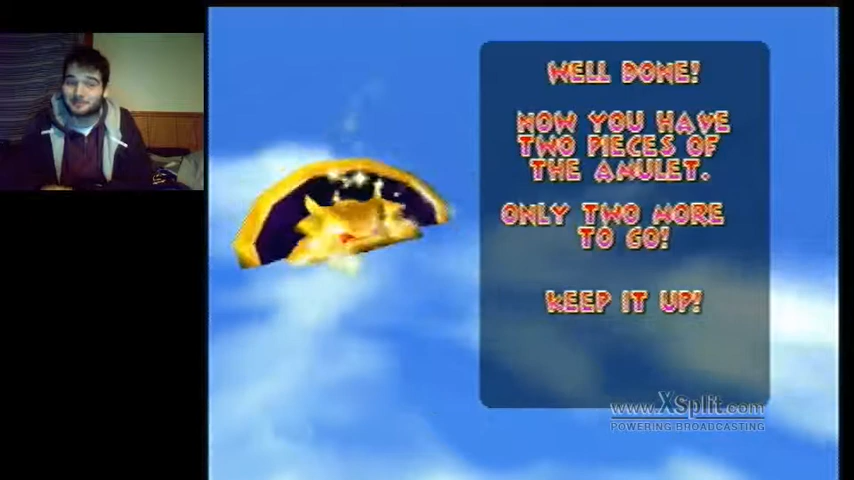 WELL DONE!
NOW YOU HAVE
TWO PIECES OF
THE AMULET.
ONLY TWO MORE
TO GO!
KEEP IT UP!
www.XSplit.com
POWERING BROADCASTING